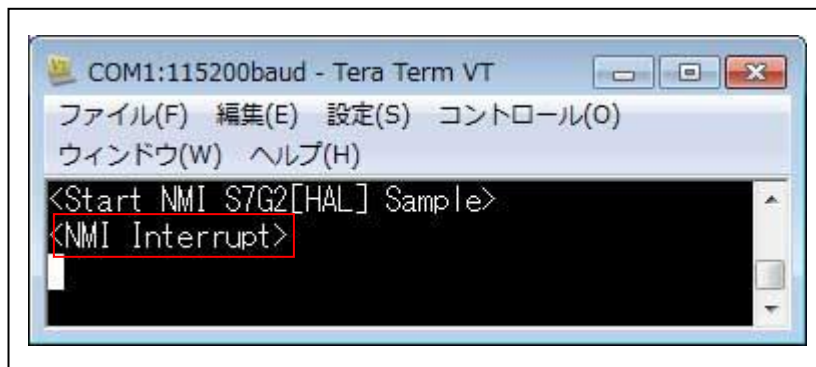 COM1:115200baud - Tera Term VT
ファイル(F) 編集(E) 設定(S) コントロール(O)
ウィンドウ(W) ヘルプ(H)
<Start NMI S7G2[HAL] Sample>
<NMI Interrupt>